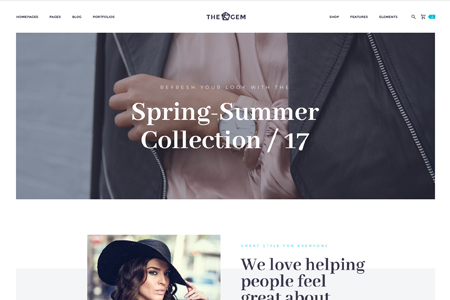 HOMEPAGES PAGES BLOG PORTFOLIOS THE GEM SHOP FEATURES ELEMENTS
REFRESH YOUR LOOK WITH THE
Spring-Summer
Collection / 17
GREAT STYLE FOR EVERYONE
We love helping
people feel
great about